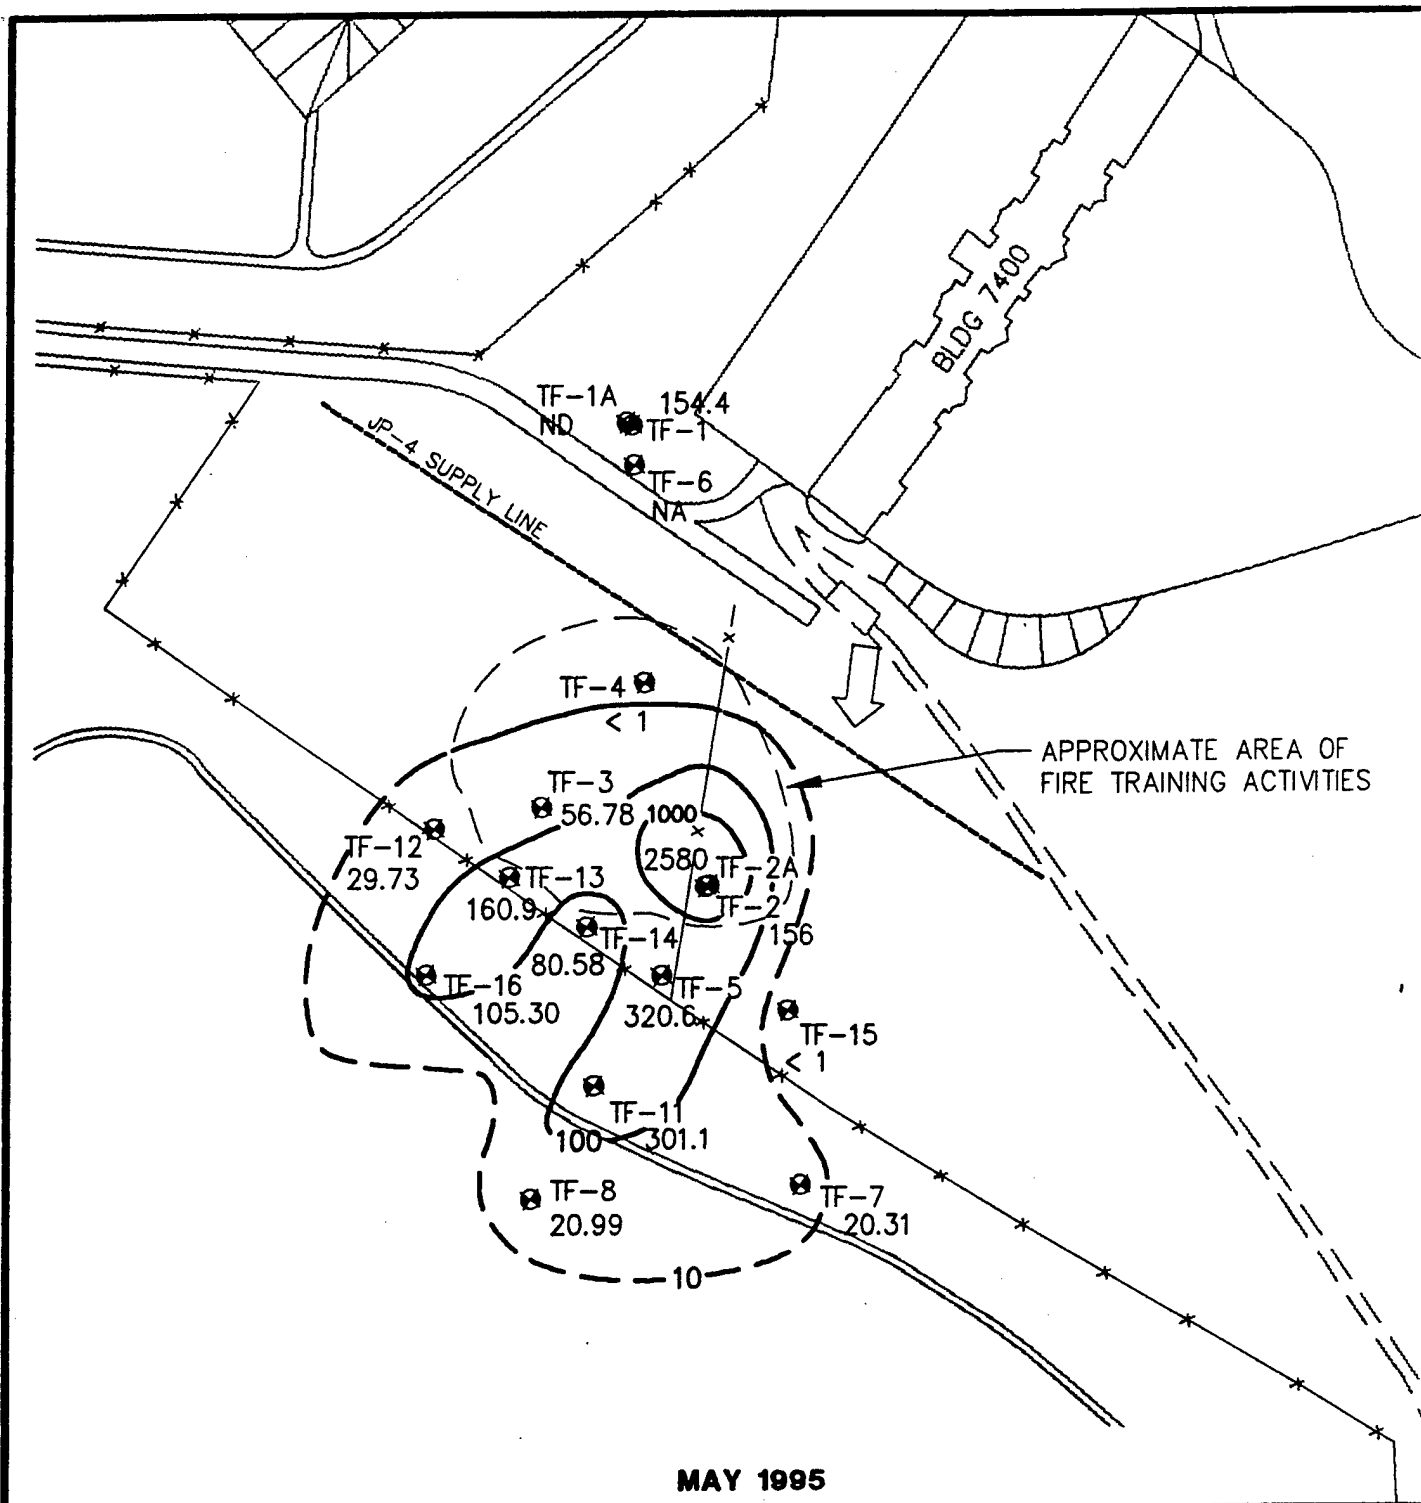 BLDG 7400
TF-1A
154.4
ND
TF-1
TF-6
NA
JP-4 SUPPLY LINE
TF-4
< 1
APPROXIMATE AREA OF
FIRE TRAINING ACTIVITIES
TF-3
56.78
1000
TF-12
29.73
2580
TF-2A
TF-2
TF-13
160.9
156
TF-14
80.58
TF-16
105.30
TF-5
320.6
TF-15
< 1
TF-11
100
301.1
TF-8
20.99
TF-7
20.31
10
MAY 1995